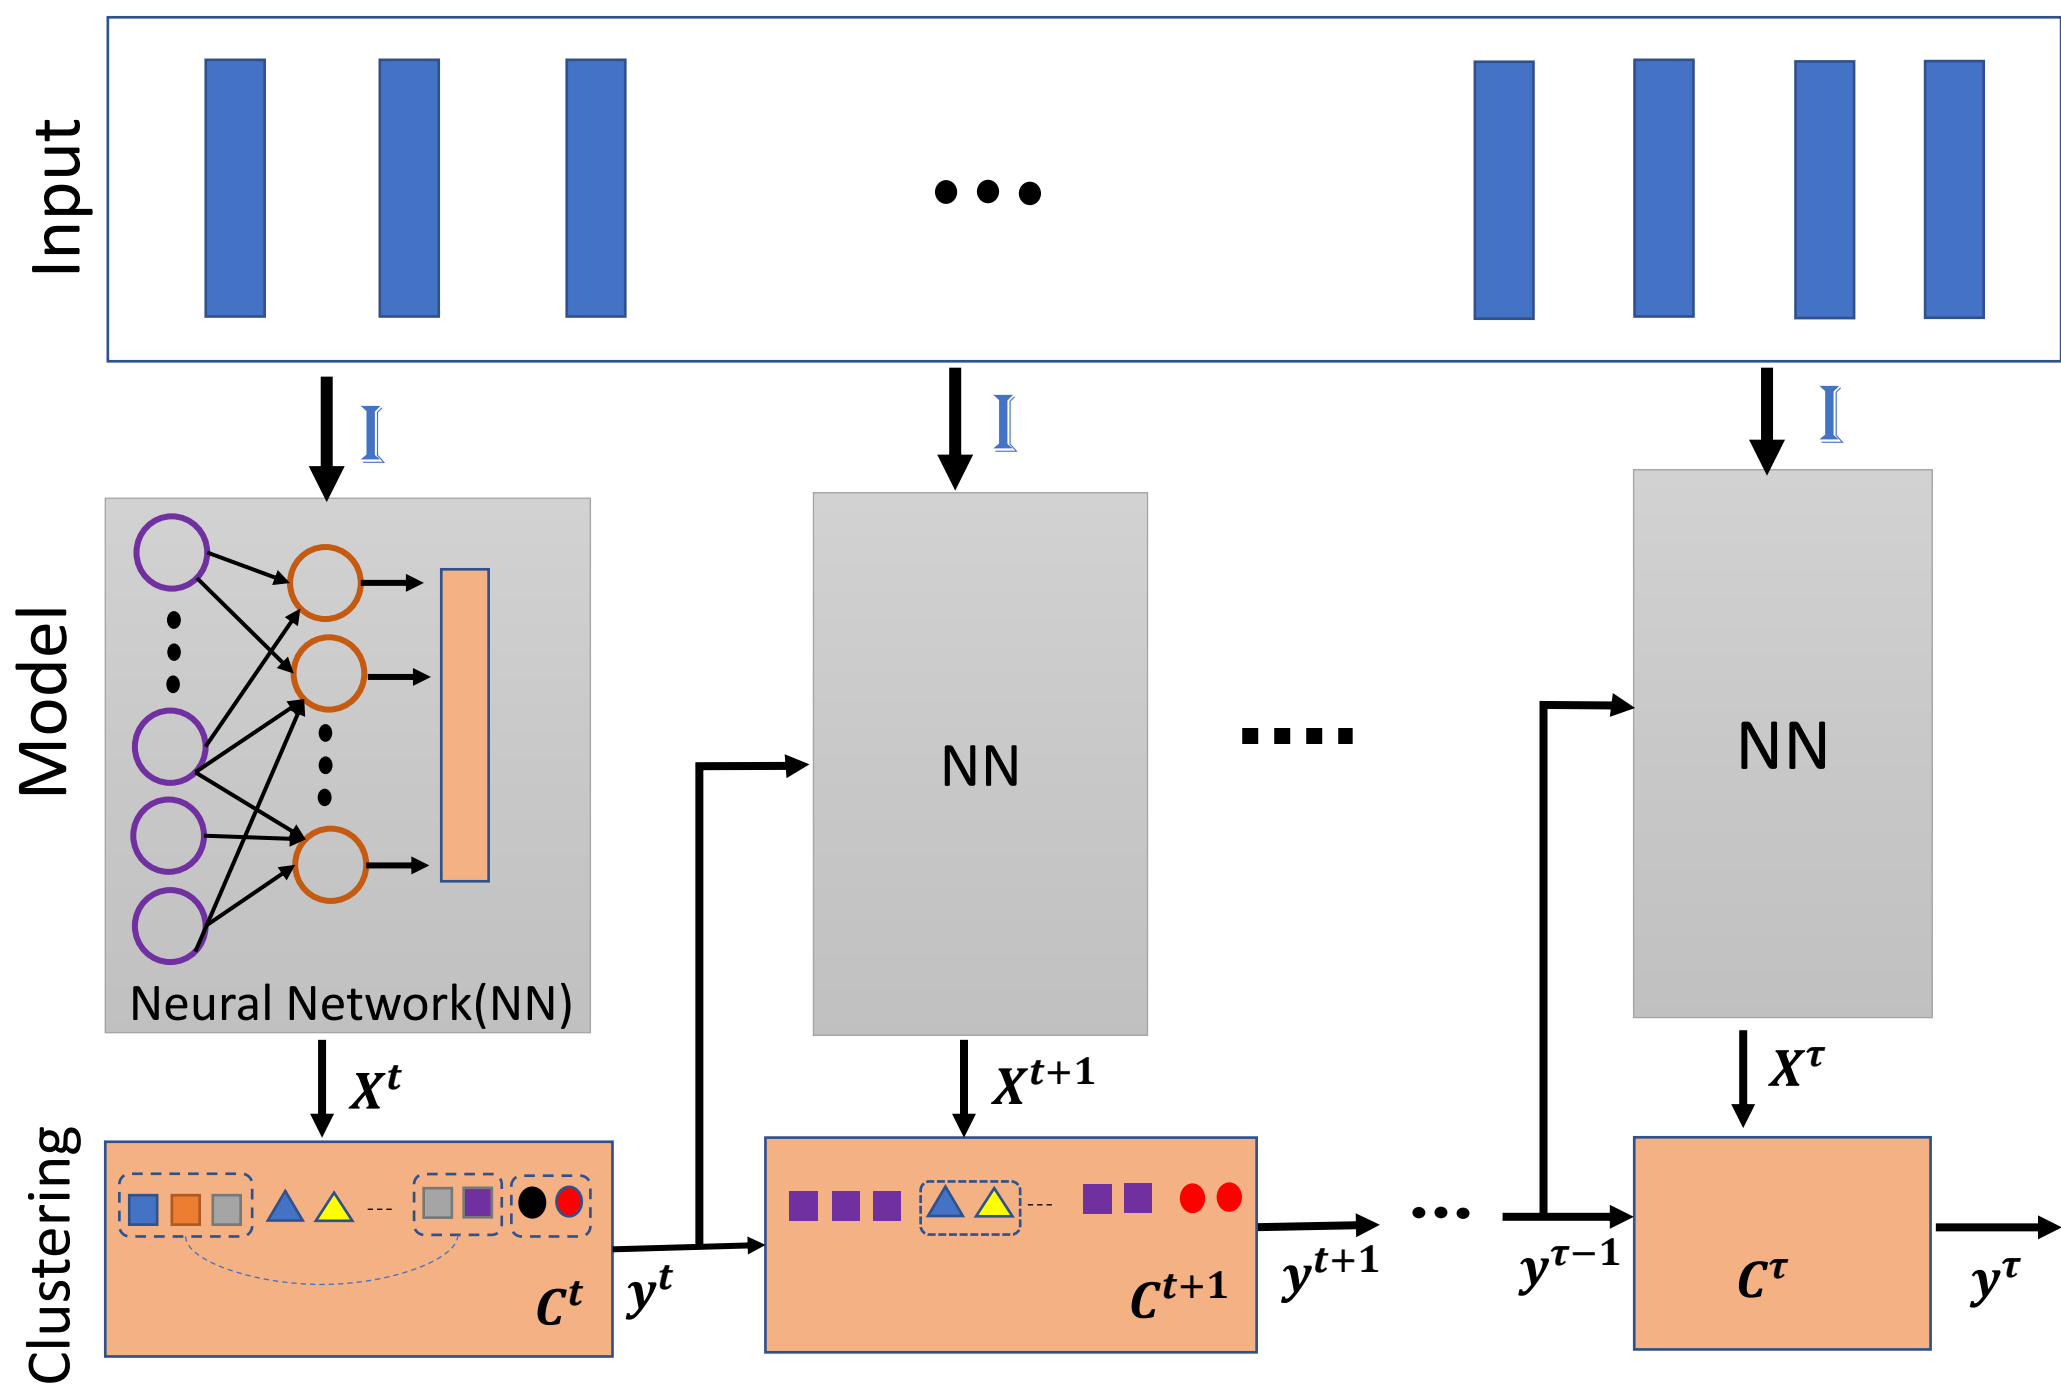 Input
𝕀
𝕀
𝕀
Model
Neural Network(NN)
NN
NN
X^t
X^{t+1}
X^τ
Clustering
C^t
y^t
C^{t+1}
y^{t+1}
y^{τ−1}
C^τ
y^τ